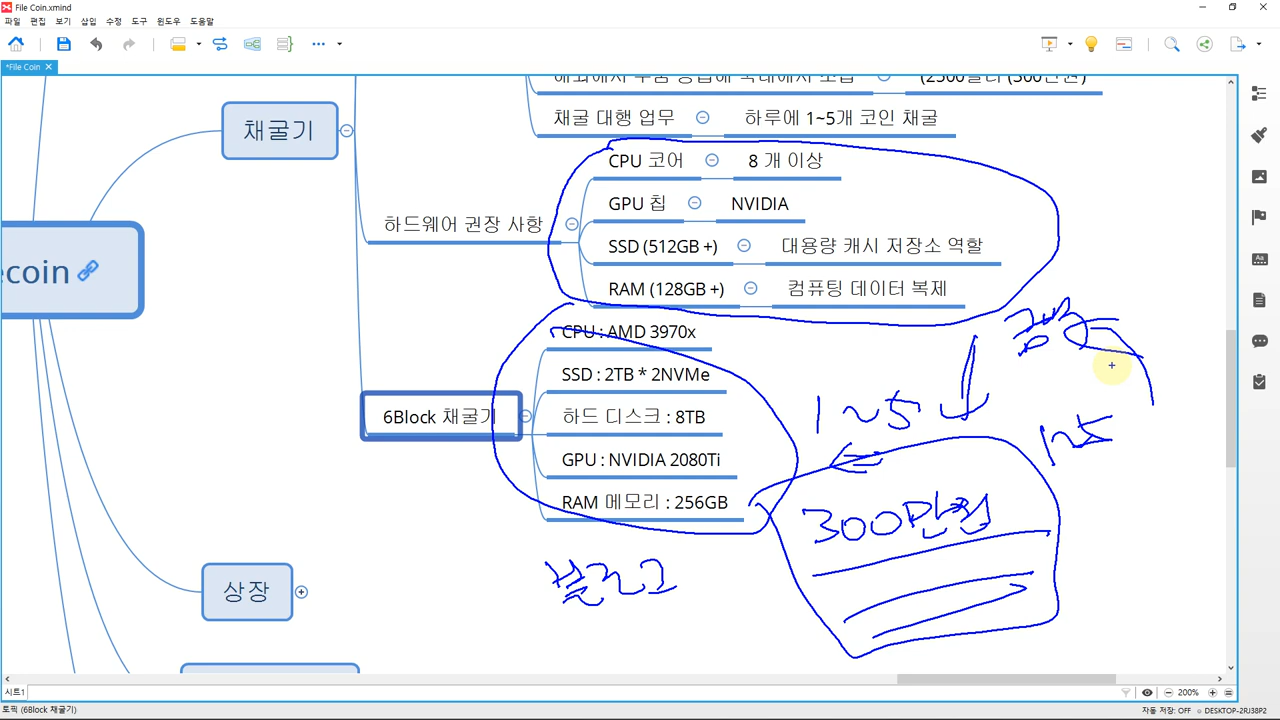 File Coin.xmind
파일 편집 보기 삽입 수정 도구 윈도우 도움말
*File Coin
채굴 대행 업무 하루에 1~5개 코인 채굴
채굴기
CPU 코어 8 개 이상
GPU 칩 NVIDIA
하드웨어 권장 사항
SSD (512GB +) 대용량 캐시 저장소 역할
RAM (128GB +) 컴퓨팅 데이터 복제
ecoin
CPU : AMD 3970x
SSD : 2TB * 2NVMe
6Block 채굴기
하드 디스크 : 8TB
1~5
GPU : NVIDIA 2080Ti
RAM 메모리 : 256GB
300만원
상장
시트1
200%
토픽 (6Block 채굴기)
자동 저장: OFF
DESKTOP-2RJ38P2